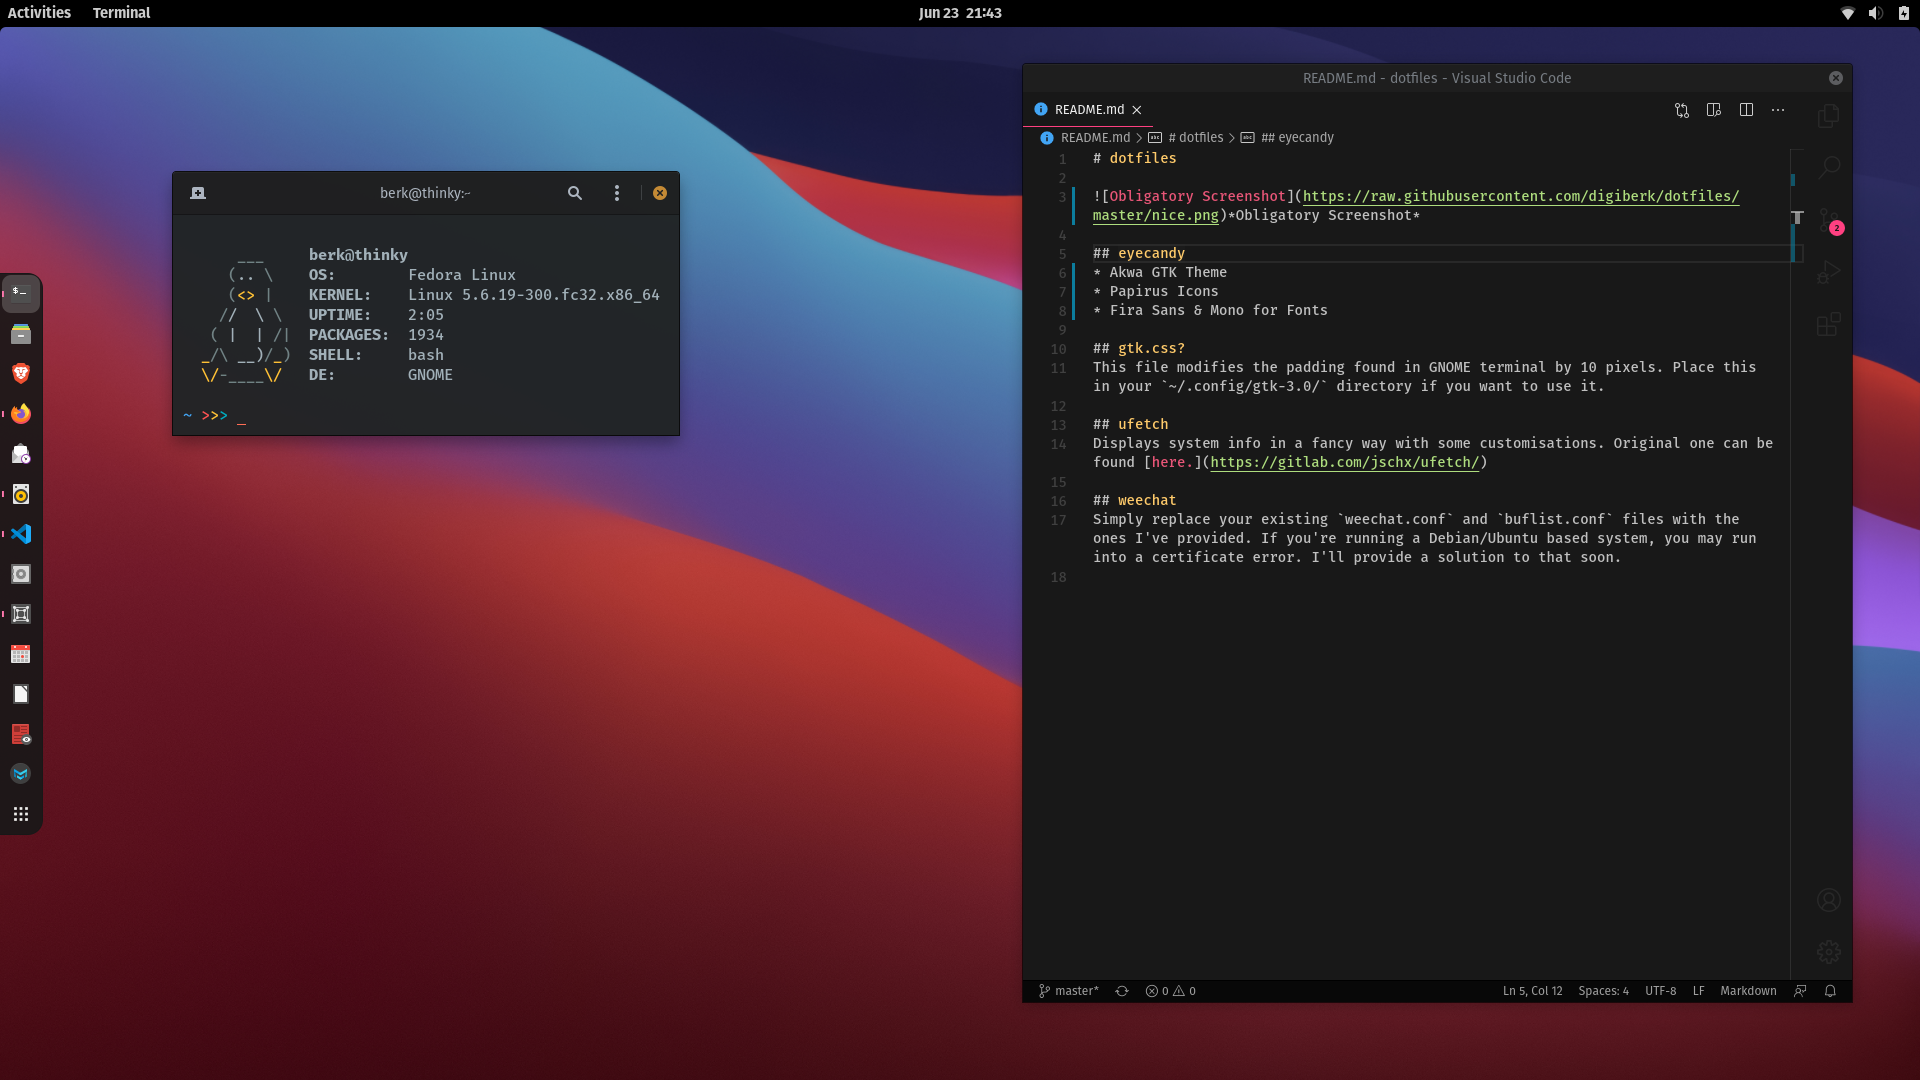 Activities Terminal
Jun 23 21:43
berk@thinky:~
berk@thinky
OS: Fedora Linux
KERNEL: Linux 5.6.19-300.fc32.x86_64
UPTIME: 2:05
PACKAGES: 1934
SHELL: bash
DE: GNOME
~ >>> _
README.md - dotfiles - Visual Studio Code
README.md
README.md > # dotfiles > ## eyecandy
1 # dotfiles
2
3 ![Obligatory Screenshot](https://raw.githubusercontent.com/digiberk/dotfiles/
master/nice.png)*Obligatory Screenshot*
4
5 ## eyecandy
6 * Akwa GTK Theme
7 * Papirus Icons
8 * Fira Sans & Mono for Fonts
9
10 ## gtk.css?
11 This file modifies the padding found in GNOME terminal by 10 pixels. Place this
in your `~/.config/gtk-3.0/` directory if you want to use it.
12
13 ## ufetch
14 Displays system info in a fancy way with some customisations. Original one can be
found [here.](https://gitlab.com/jschx/ufetch/)
15
16 ## weechat
17 Simply replace your existing `weechat.conf` and `buflist.conf` files with the
ones I've provided. If you're running a Debian/Ubuntu based system, you may run
into a certificate error. I'll provide a solution to that soon.
18
2
master* 0 0
Ln 5, Col 12 Spaces: 4 UTF-8 LF Markdown